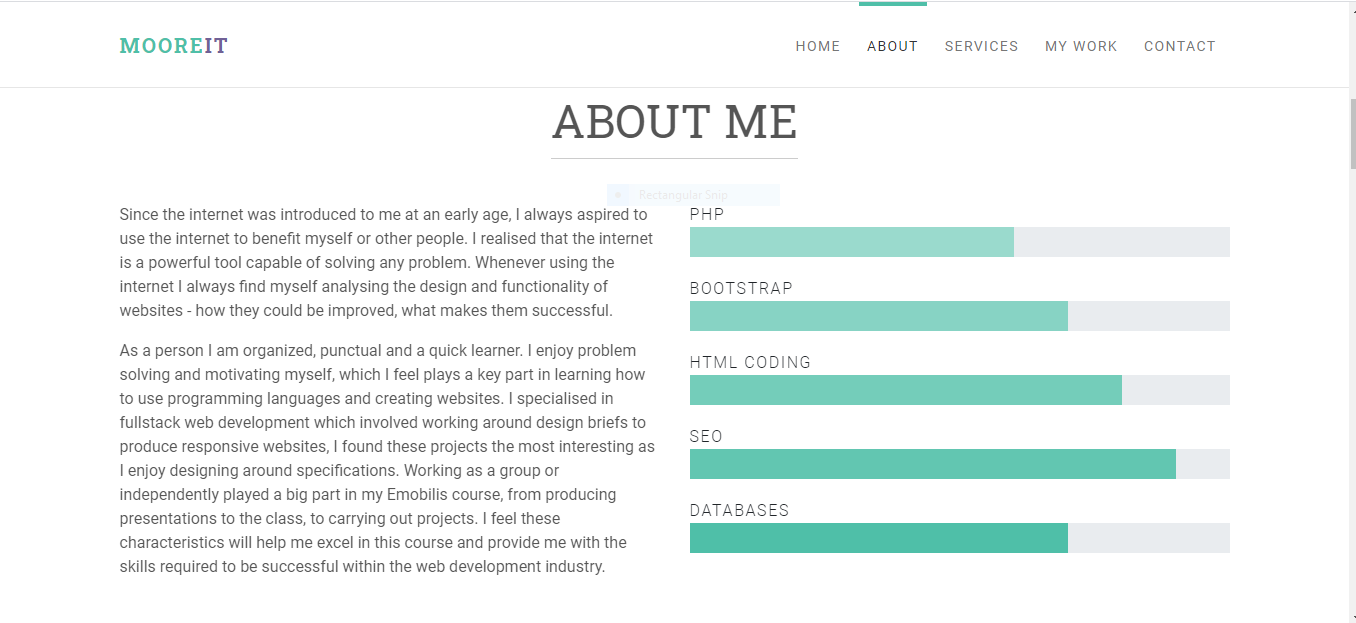 MOOREIT
HOME
ABOUT
SERVICES
MY WORK
CONTACT
ABOUT ME
Rectangular Snip
Since the internet was introduced to me at an early age, I always aspired to
use the internet to benefit myself or other people. I realised that the internet
is a powerful tool capable of solving any problem. Whenever using the
internet I always find myself analysing the design and functionality of
websites - how they could be improved, what makes them successful.
As a person I am organized, punctual and a quick learner. I enjoy problem
solving and motivating myself, which I feel plays a key part in learning how
to use programming languages and creating websites. I specialised in
fullstack web development which involved working around design briefs to
produce responsive websites, I found these projects the most interesting as
I enjoy designing around specifications. Working as a group or
independently played a big part in my Emobilis course, from producing
presentations to the class, to carrying out projects. I feel these
characteristics will help me excel in this course and provide me with the
skills required to be successful within the web development industry.
PHP
BOOTSTRAP
HTML CODING
SEO
DATABASES